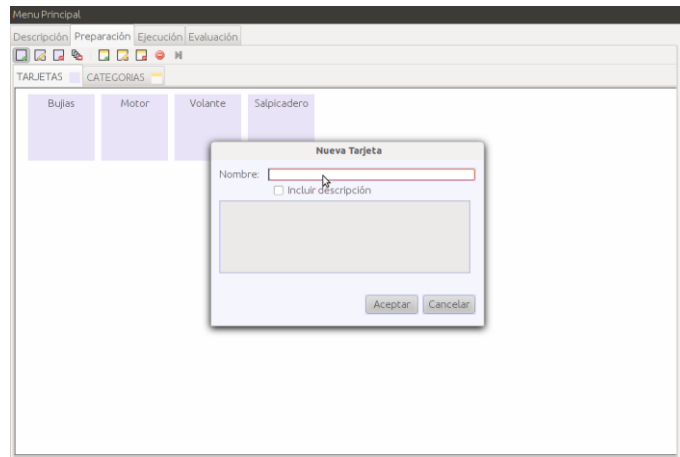 Menu Principal
Descripción Preparación Ejecución Evaluación
TARJETAS CATEGORIAS
Bujias Motor Volante Salpicadero
Nueva Tarjeta
Nombre:
Incluir descripción
Aceptar Cancelar